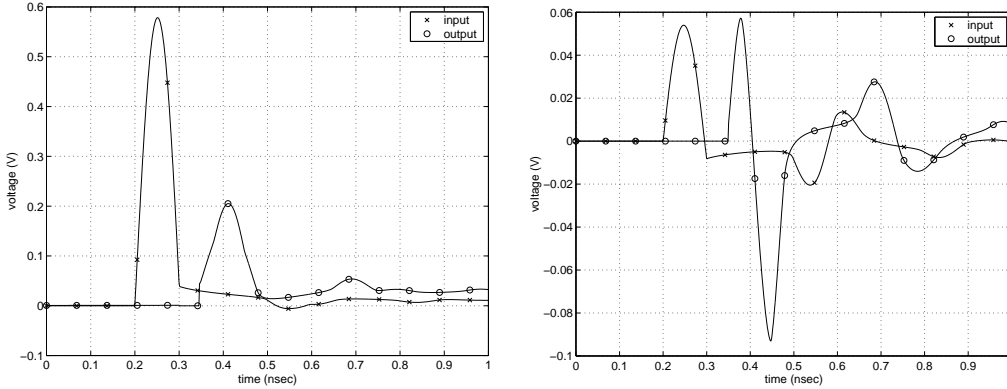 0.6
0.5
0.4
0.3
0.2
0.1
0
−0.1
voltage (V)
0 0.1 0.2 0.3 0.4 0.5 0.6 0.7 0.8 0.9 1
time (nsec)
input
output
0.06
0.04
0.02
0
−0.02
−0.04
−0.06
−0.08
−0.1
voltage (V)
0 0.1 0.2 0.3 0.4 0.5 0.6 0.7 0.8 0.9
time (nsec)
input
output